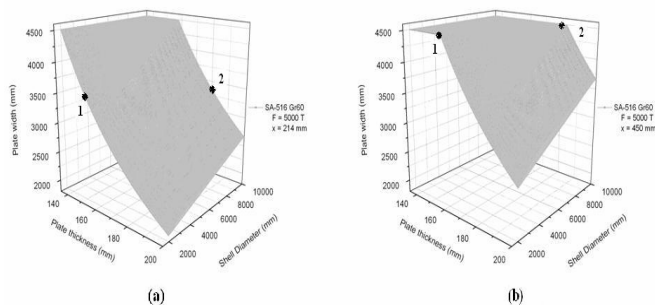 4500
4000
3500
3000
2500
2000
Plate width (mm)
140
160
180
200
Plate thickness (mm)
2000
4000
6000
8000
10000
Shell Diameter (mm)
1
2
SA-516 Gr60
F = 5000 T
x = 214 mm
(a)
4500
4000
3500
3000
2500
2000
Plate width (mm)
140
160
180
200
Plate thickness (mm)
2000
4000
6000
8000
10000
Shell Diameter (mm)
1
2
SA-516 Gr60
F = 5000 T
x = 450 mm
(b)